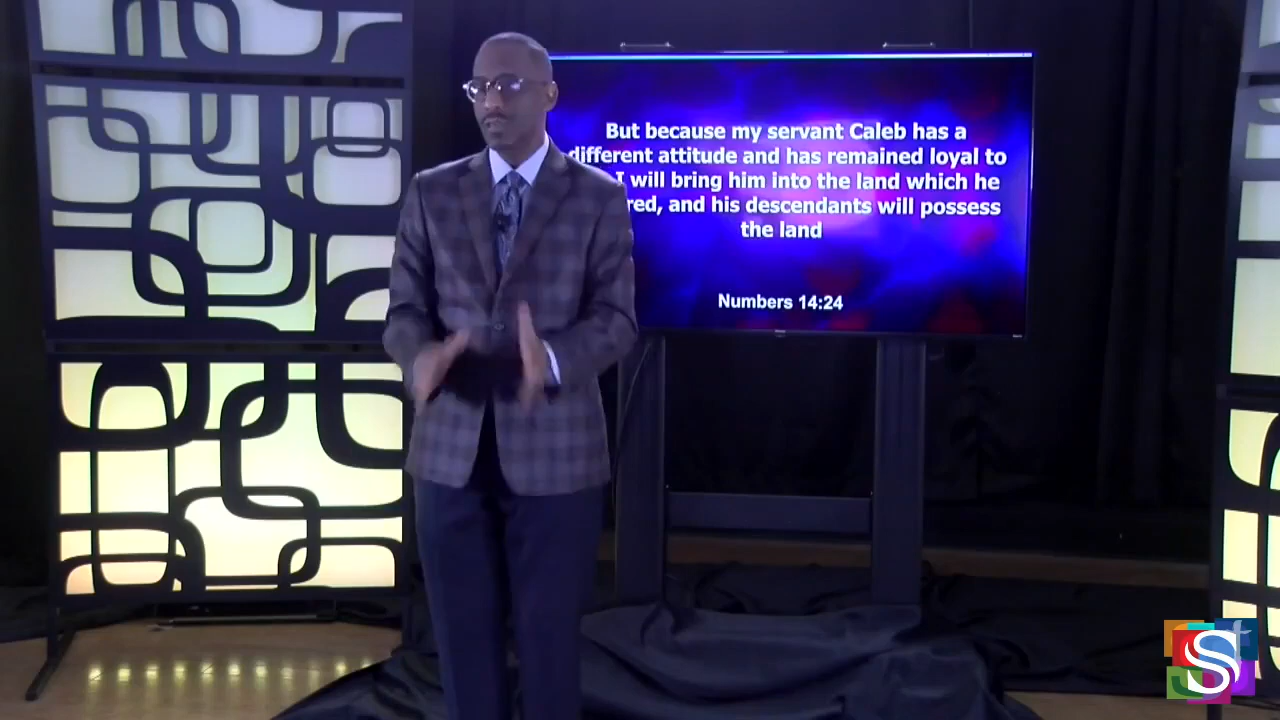 But because my servant Caleb has a
different attitude and has remained loyal to
I will bring him into the land which he
red, and his descendants will possess
the land
Numbers 14:24
S